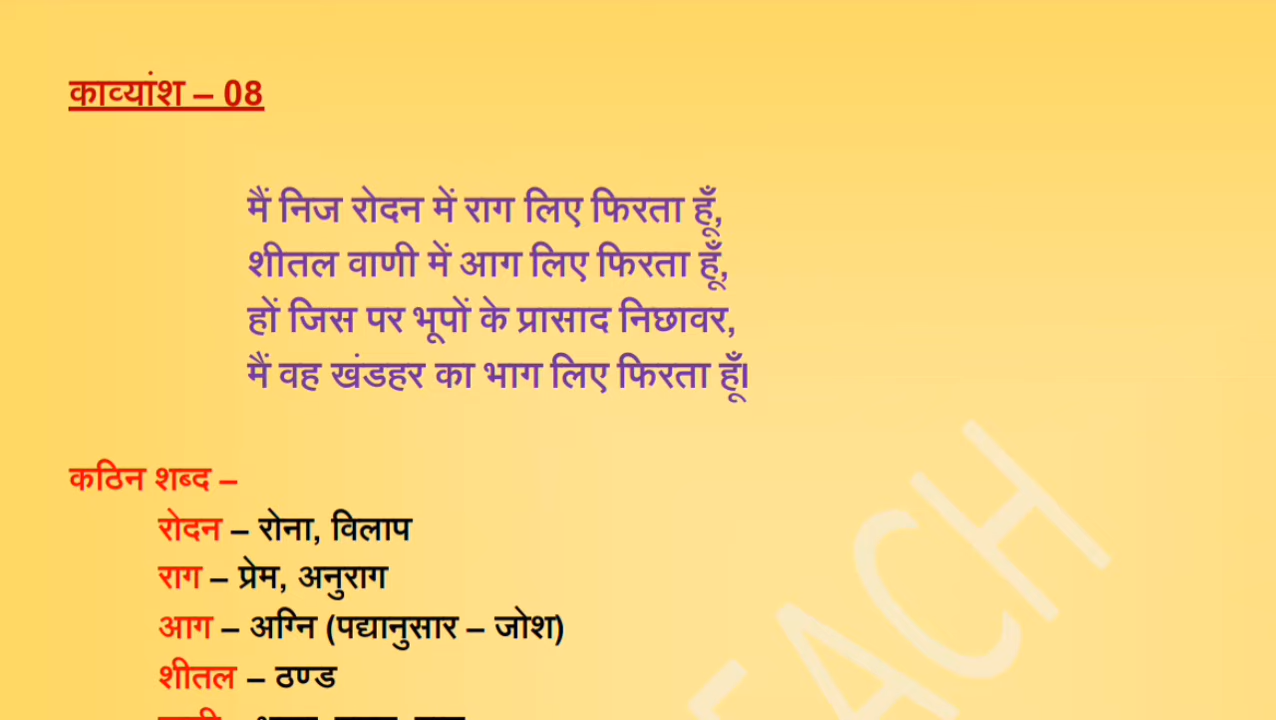 काव्यांश – 08
मैं निज रोदन में राग लिए फिरता हूँ,
शीतल वाणी में आग लिए फिरता हूँ,
हों जिस पर भूपों के प्रासाद निछावर,
मैं वह खंडहर का भाग लिए फिरता हूँ।
कठिन शब्द –
रोदन – रोना, विलाप
राग – प्रेम, अनुराग
आग – अग्नि (पद्यानुसार – जोश)
शीतल – ठण्ड
EACH